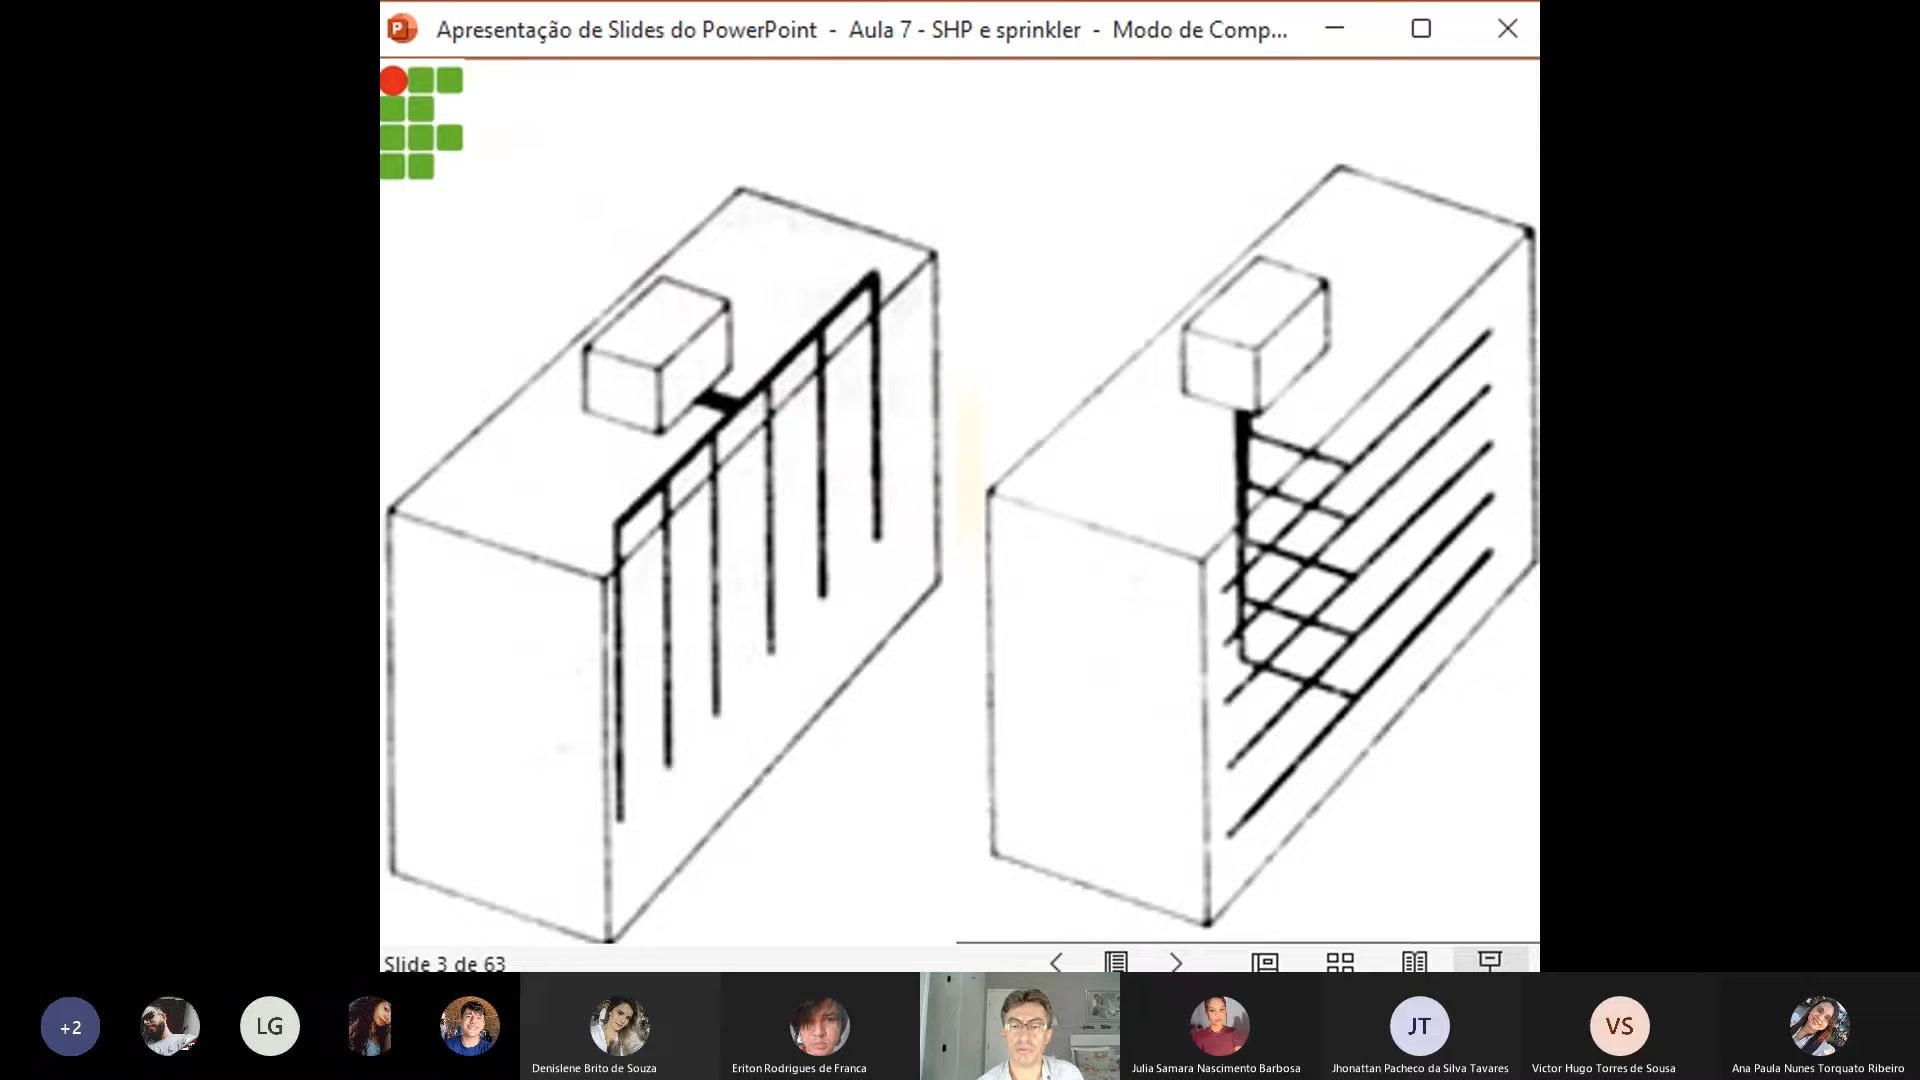 Apresentação de Slides do PowerPoint - Aula 7 - SHP e sprinkler - Modo de Comp...
Slide 3 de 63
+2
LG
JT
VS
Denislene Brito de Souza
Eriton Rodrigues de Franca
Julia Samara Nascimento Barbosa
Jhonattan Pacheco da Silva Tavares
Victor Hugo Torres de Sousa
Ana Paula Nunes Torquato Ribeiro